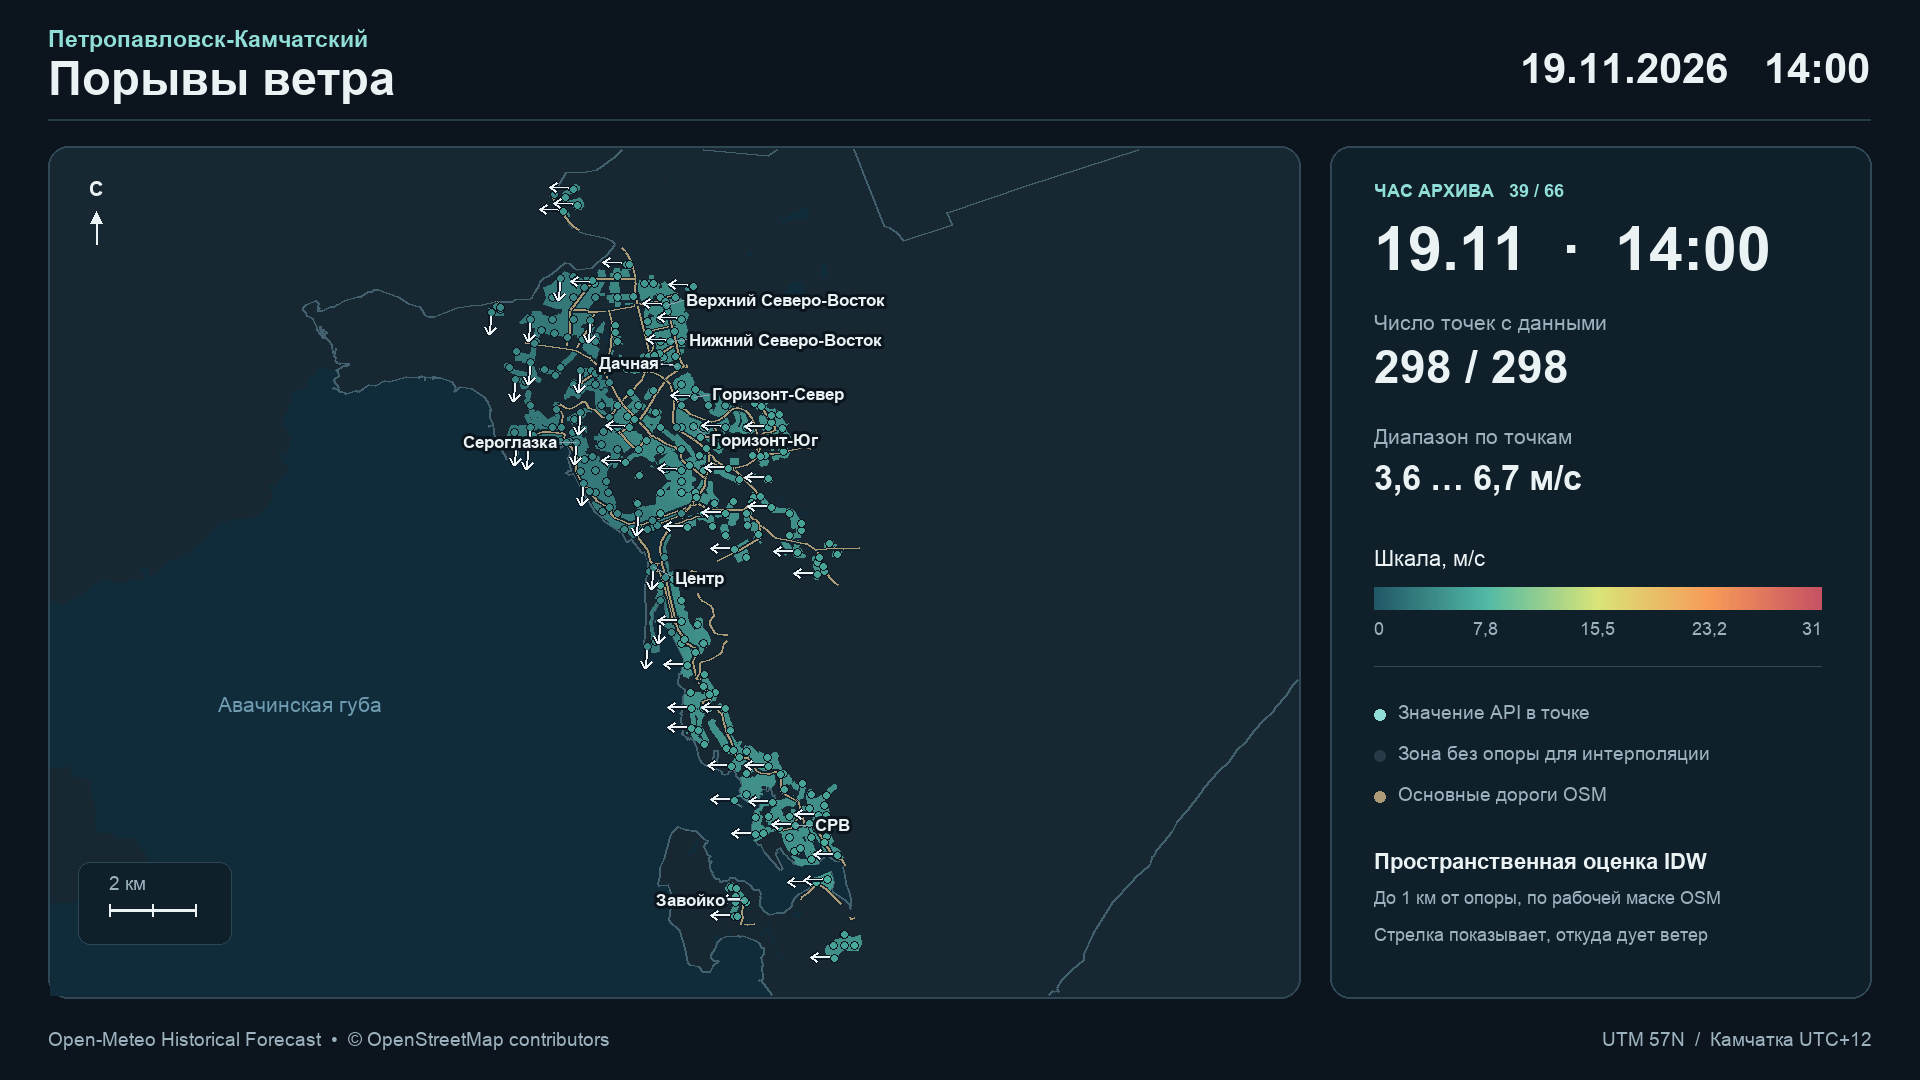 Петропавловск-Камчатский
Порывы ветра
19.11.2026 14:00
С
Верхний Северо-Восток
Нижний Северо-Восток
Дачная
Горизонт-Север
Сероглазка
Горизонт-Юг
Центр
Авачинская губа
СРВ
Завойко
2 км
ЧАС АРХИВА 39 / 66
19.11 · 14:00
Число точек с данными
298 / 298
Диапазон по точкам
3,6 … 6,7 м/с
Шкала, м/с
0 7,8 15,5 23,2 31
Значение API в точке
Зона без опоры для интерполяции
Основные дороги OSM
Пространственная оценка IDW
До 1 км от опоры, по рабочей маске OSM
Стрелка показывает, откуда дует ветер
Open-Meteo Historical Forecast • © OpenStreetMap contributors
UTM 57N / Камчатка UTC+12